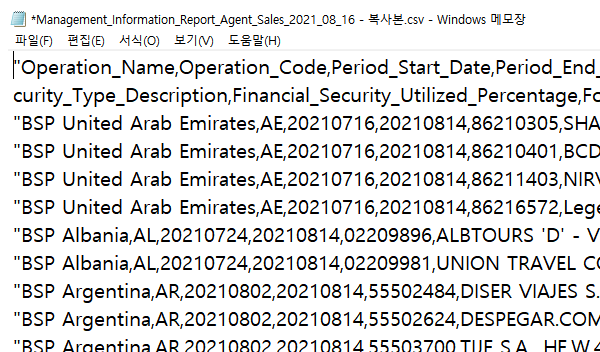 *Management_Information_Report_Agent_Sales_2021_08_16 - 복사본.csv - Windows 메모장
파일(F) 편집(E) 서식(O) 보기(V) 도움말(H)
"Operation_Name,Operation_Code,Period_Start_Date,Period_End_
curity_Type_Description,Financial_Security_Utilized_Percentage,Fo
"BSP United Arab Emirates,AE,20210716,20210814,86210305,SHA
"BSP United Arab Emirates,AE,20210716,20210814,86210401,BCD
"BSP United Arab Emirates,AE,20210716,20210814,86211403,NIRV
"BSP United Arab Emirates,AE,20210716,20210814,86216572,Lege
"BSP Albania,AL,20210724,20210814,02209896,ALBTOURS 'D' - V
"BSP Albania,AL,20210724,20210814,02209981,UNION TRAVEL CO
"BSP Argentina,AR,20210802,20210814,55502484,DISER VIAJES S.
"BSP Argentina,AR,20210802,20210814,55502624,DESPEGAR.COM
"BSP Argentina,AR,20210802,20210814,55503700,TIJE S.A.